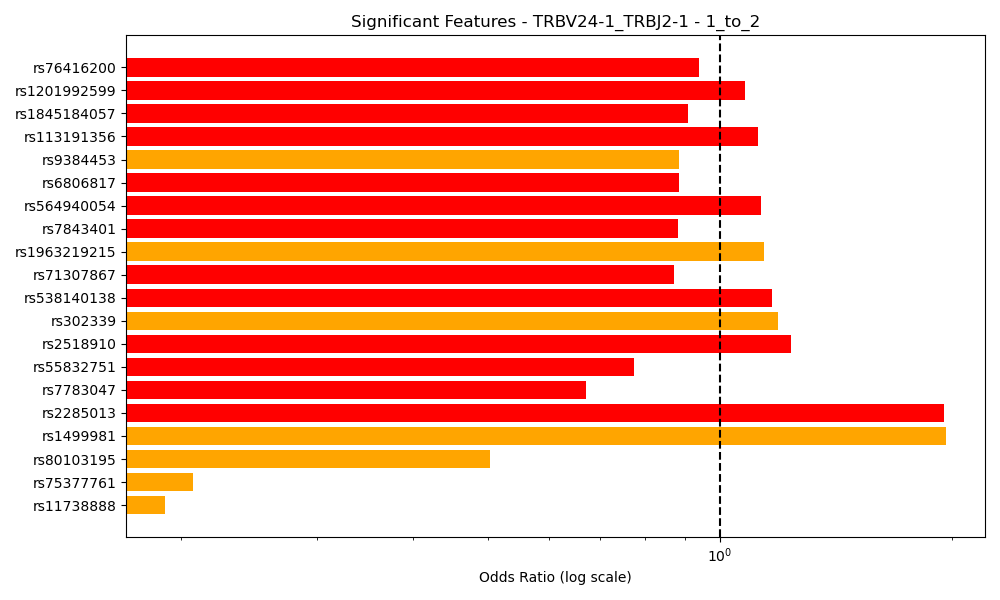 Significant Features - TRBV24-1_TRBJ2-1 - 1_to_2
rs76416200
rs1201992599
rs1845184057
rs113191356
rs9384453
rs6806817
rs564940054
rs7843401
rs1963219215
rs71307867
rs538140138
rs302339
rs2518910
rs55832751
rs7783047
rs2285013
rs1499981
rs80103195
rs75377761
rs11738888
10⁰
Odds Ratio (log scale)